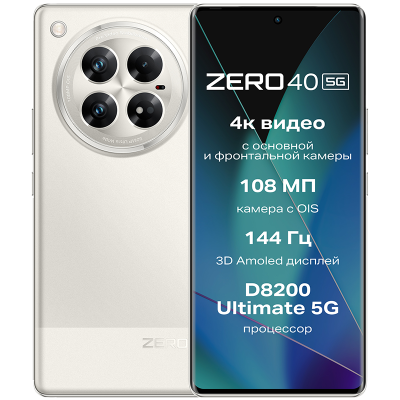 ZERO 40 5G
4к видео
с основной
и фронтальной камеры
108 МП
камера с OIS
144 Гц
3D Amoled дисплей
D8200
Ultimate 5G
процессор
ZERO